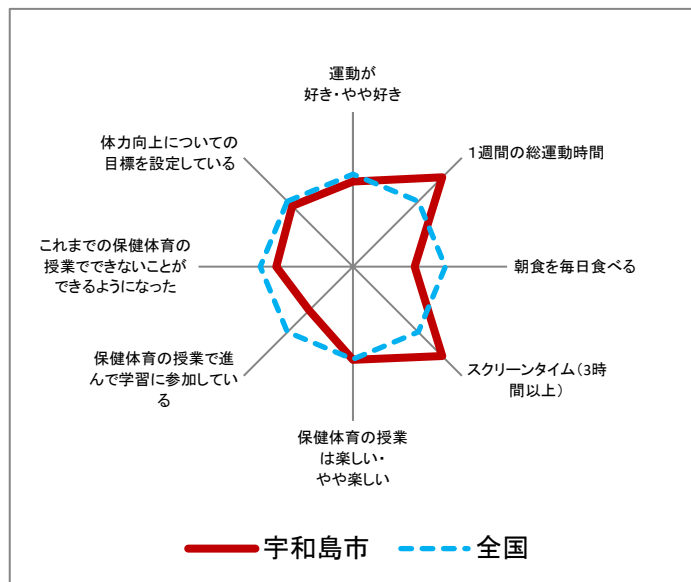 運動が
好き・やや好き
1週間の総運動時間
朝食を毎日食べる
スクリーンタイム（3時
間以上）
保健体育の授業
は楽しい・
やや楽しい
保健体育の授業で進
んで学習に参加してい
る
これまでの保健体育の
授業でできないことが
できるようになった
体力向上についての
目標を設定している
宇和島市
全国